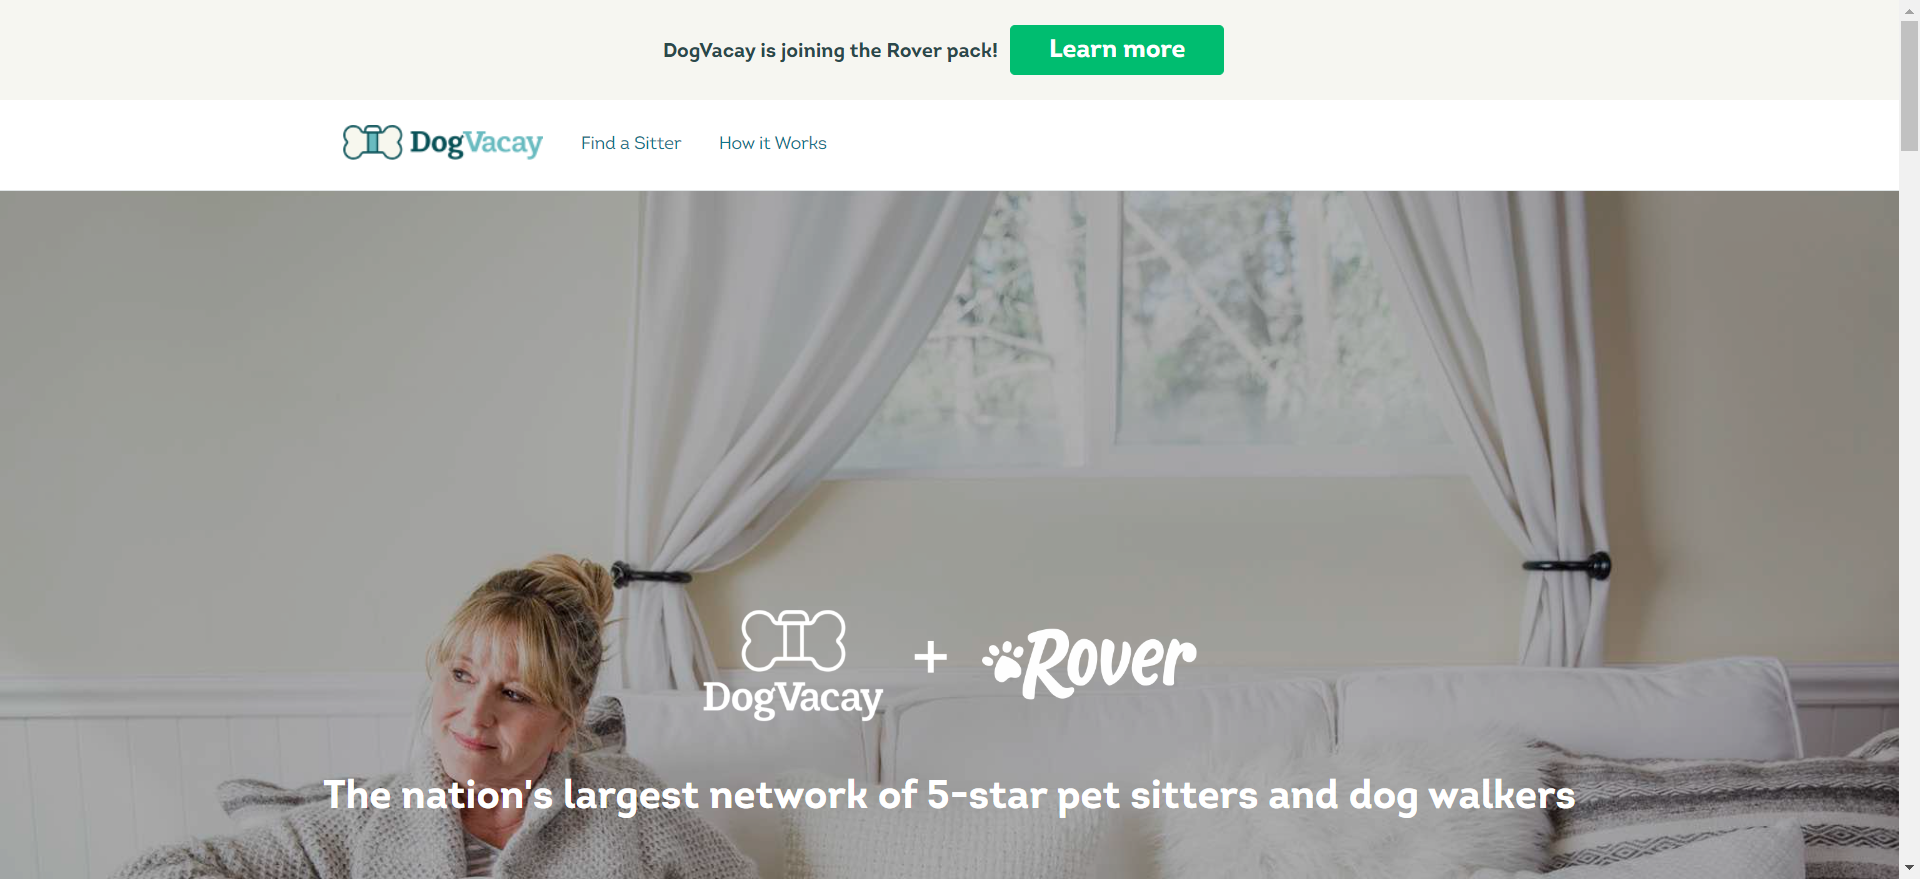 DogVacay is joining the Rover pack! Learn more
DogVacay Find a Sitter How it Works
DogVacay + Rover
The nation's largest network of 5-star pet sitters and dog walkers